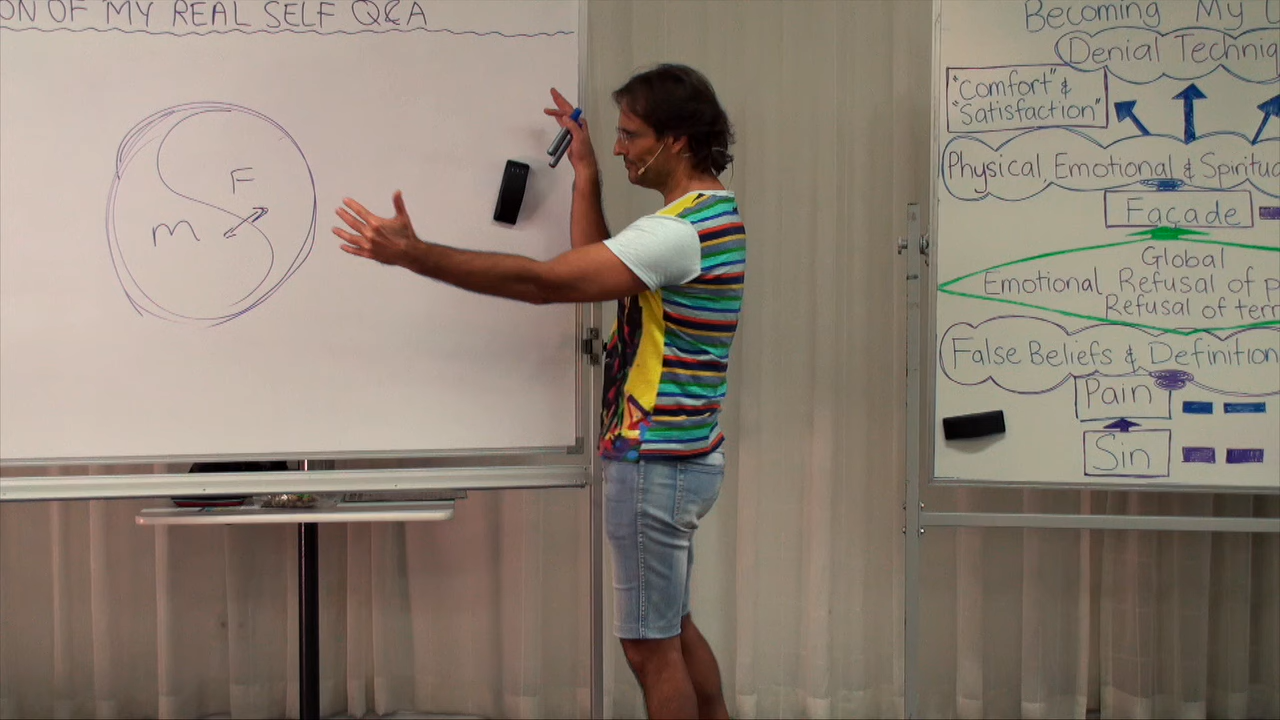 ON OF MY REAL SELF Q&A
F
M
Becoming My
Denial Techniq
"Comfort" &
"Satisfaction"
Physical, Emotional & Spiritua
Façade
Global
Emotional Refusal of p
Refusal of terr
False Beliefs & Definition
Pain
Sin